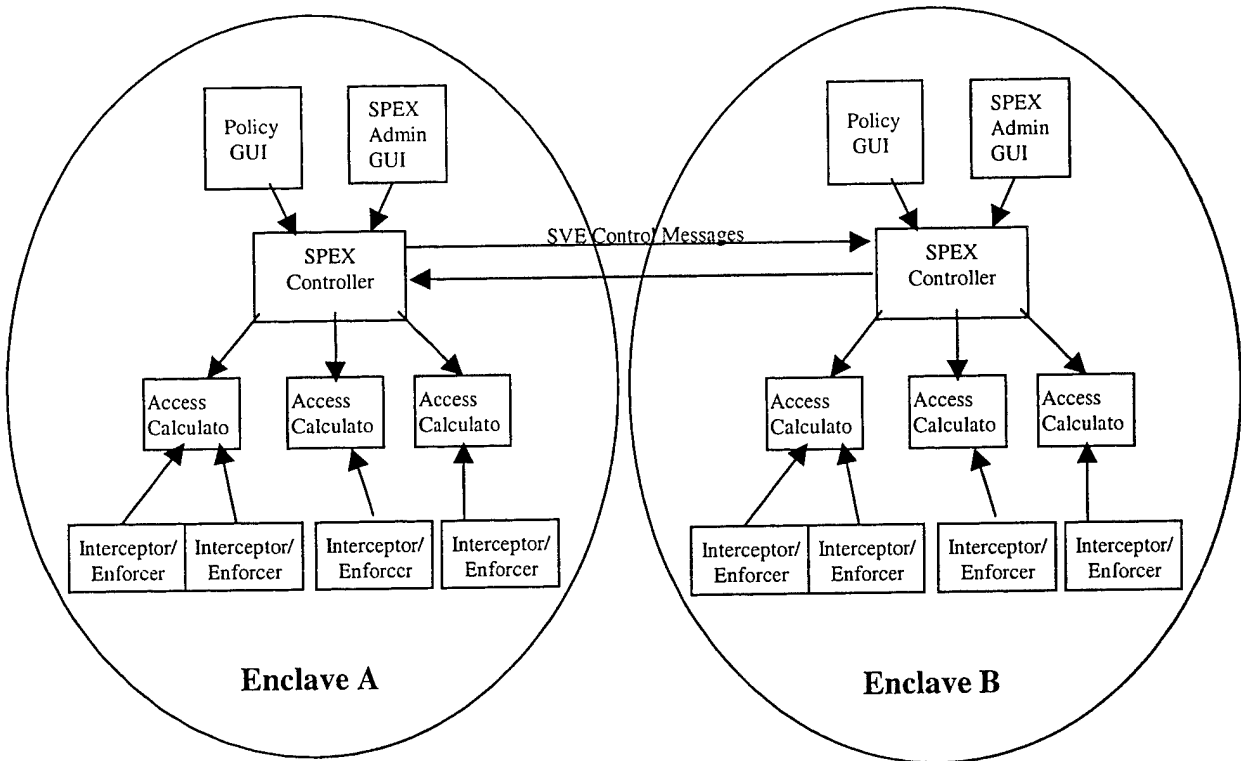 Policy
GUI
SPEX
Admin
GUI
Policy
GUI
SPEX
Admin
GUI
SVE Control Messages
SPEX
Controller
SPEX
Controller
Access
Calculato
Access
Calculato
Access
Calculato
Access
Calculato
Access
Calculato
Access
Calculato
Interceptor/
Enforcer
Interceptor/
Enforcer
Interceptor/
Enforccr
Interceptor/
Enforcer
Interceptor/
Enforcer
Interceptor/
Enforcer
Interceptor/
Enforcer
Interceptor/
Enforcer
Enclave A
Enclave B